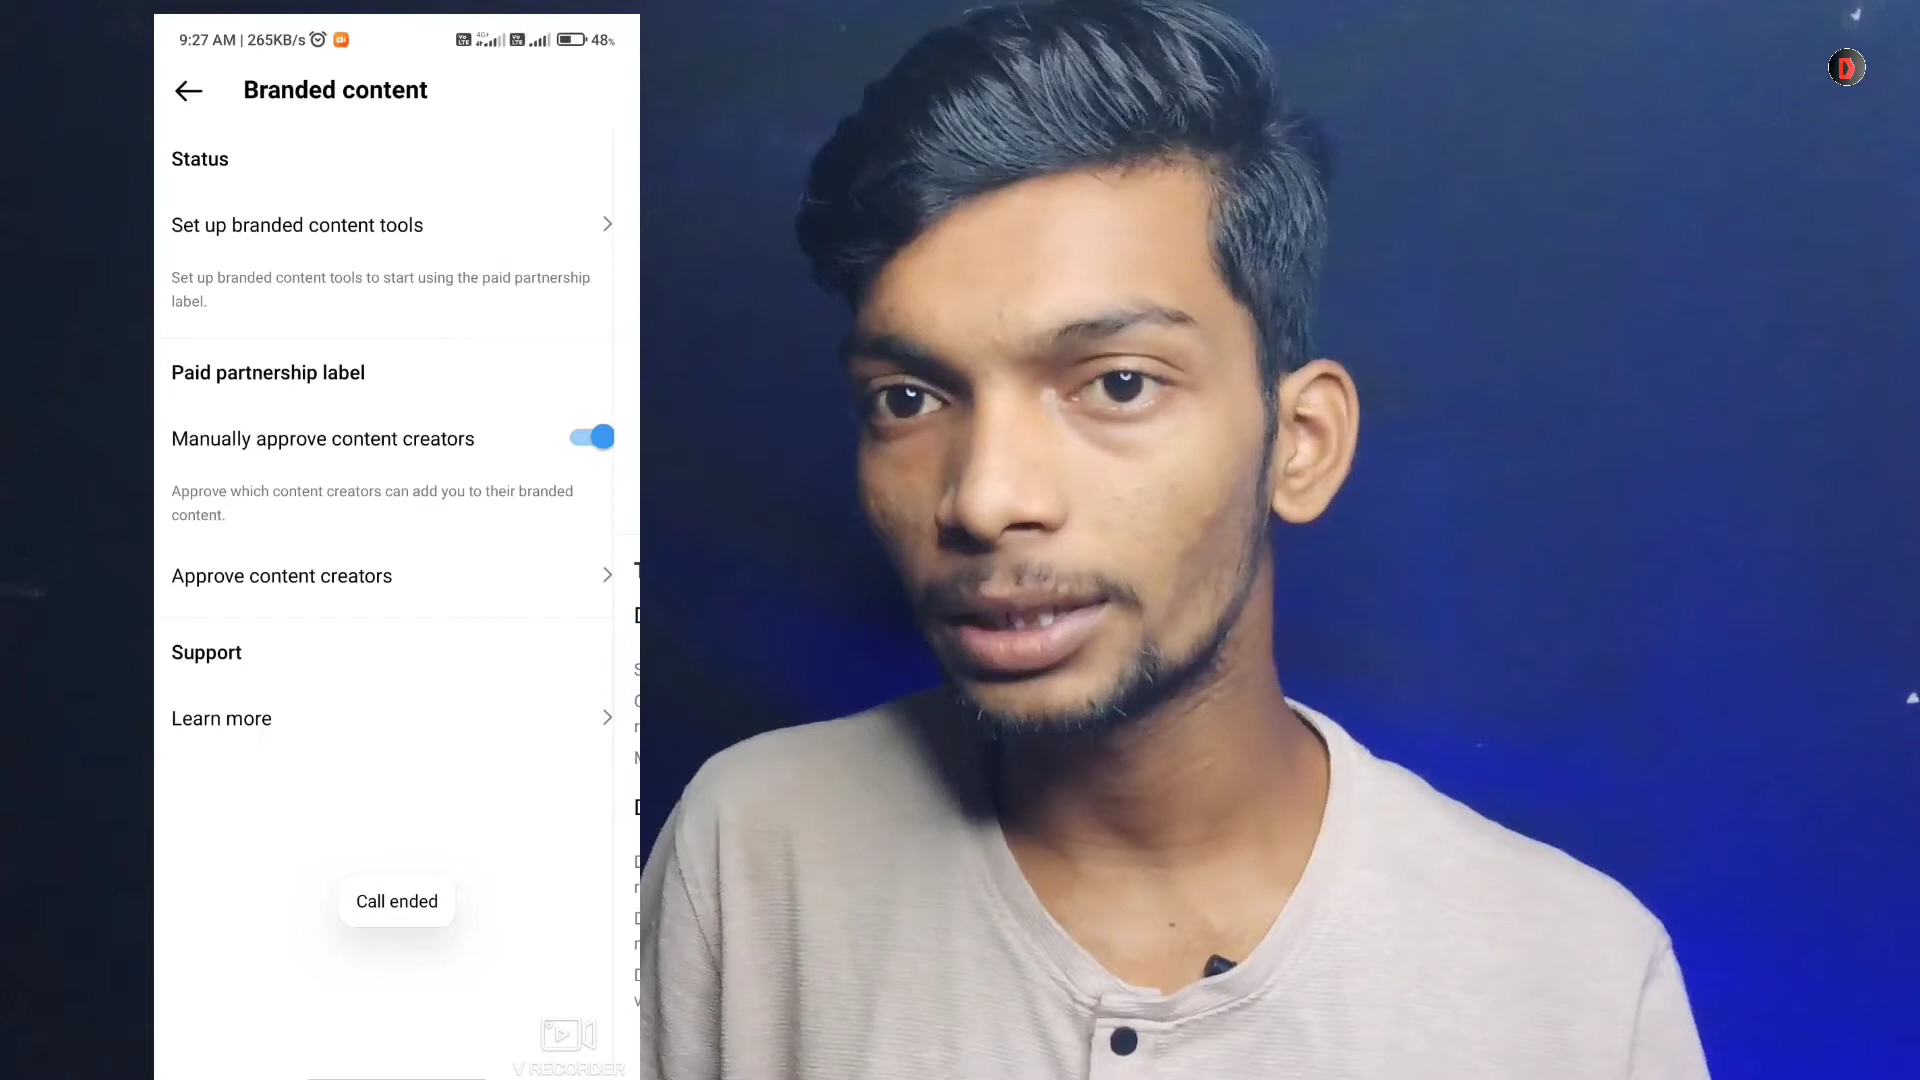 9:27 AM | 265KB/s
48%
Branded content
Status
Set up branded content tools
Set up branded content tools to start using the paid partnership
label.
Paid partnership label
Manually approve content creators
Approve which content creators can add you to their branded
content.
Approve content creators
Support
Learn more
Call ended
V RECORDER